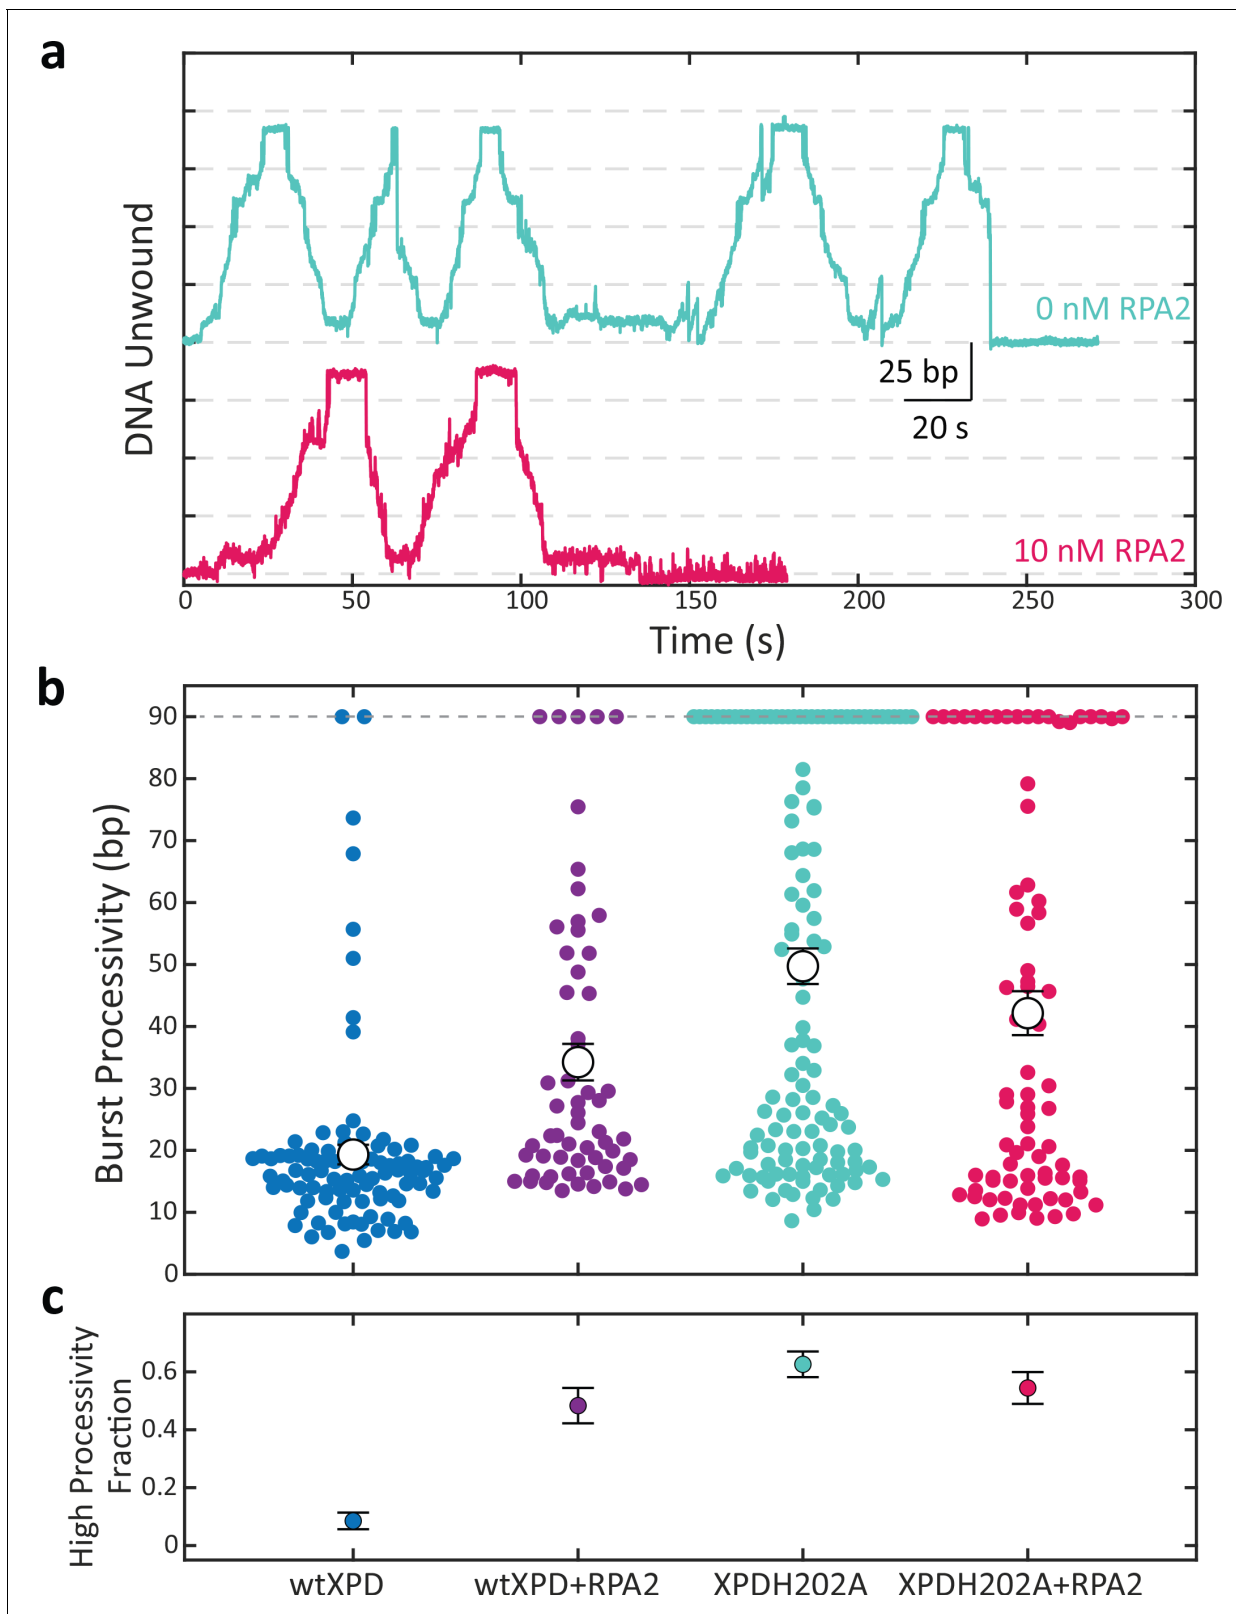 a
DNA Unwound
0 nM RPA2
25 bp
20 s
10 nM RPA2
0 50 100 150 200 250 300
Time (s)
b
Burst Processivity (bp)
90
80
70
60
50
40
30
20
10
0
c
High Processivity
Fraction
0.6
0.4
0.2
0
wtXPD wtXPD+RPA2 XPDH202A XPDH202A+RPA2